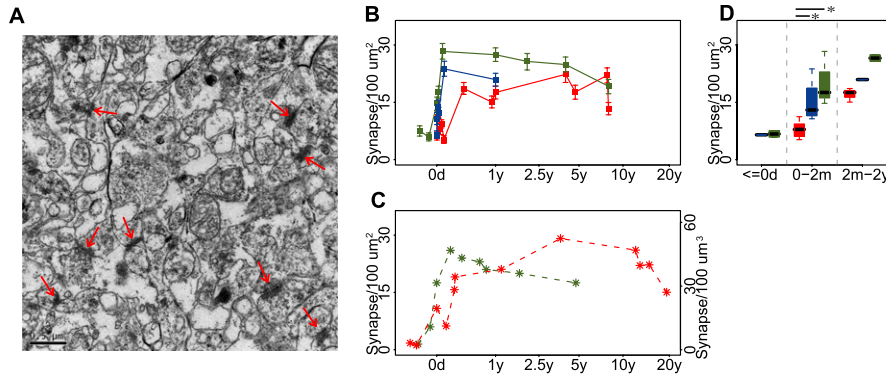 A
B
Synapse/100 um²
0
15
30
0d
1y
2.5y
5y
10y
20y
C
Synapse/100 um²
0
15
30
0d
1y
2.5y
5y
10y
20y
0
30
60
Synapse/100 um³
D
* 
*
Synapse/100 um²
0
15
30
<=0d
0−2m
2m−2y